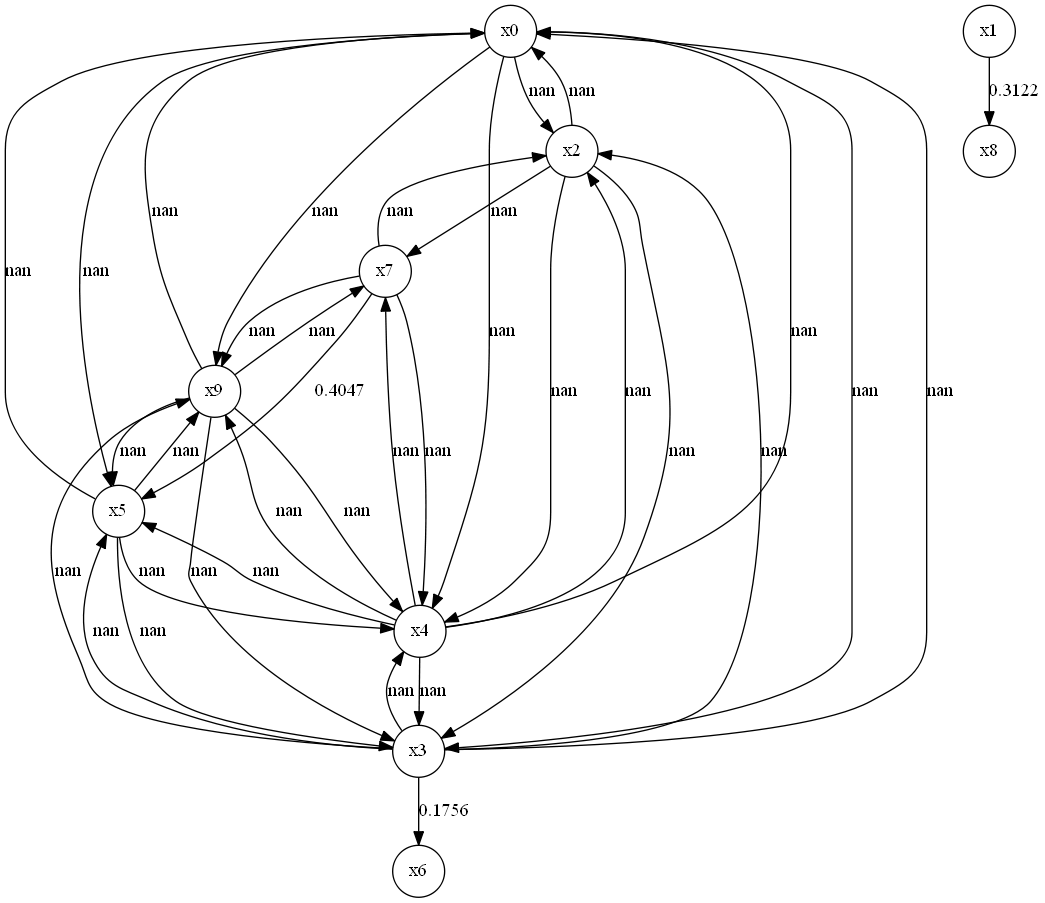 x0 x1
nan nan 0.3122
x2 x8
nan nan nan nan
x7
nan nan
nan nan nan nan
x9 0.4047 nan nan nan nan
nan nan nan nan nan nan
x5 nan nan
nan nan nan nan
x4
nan nan
nan nan
x3
0.1756
x6